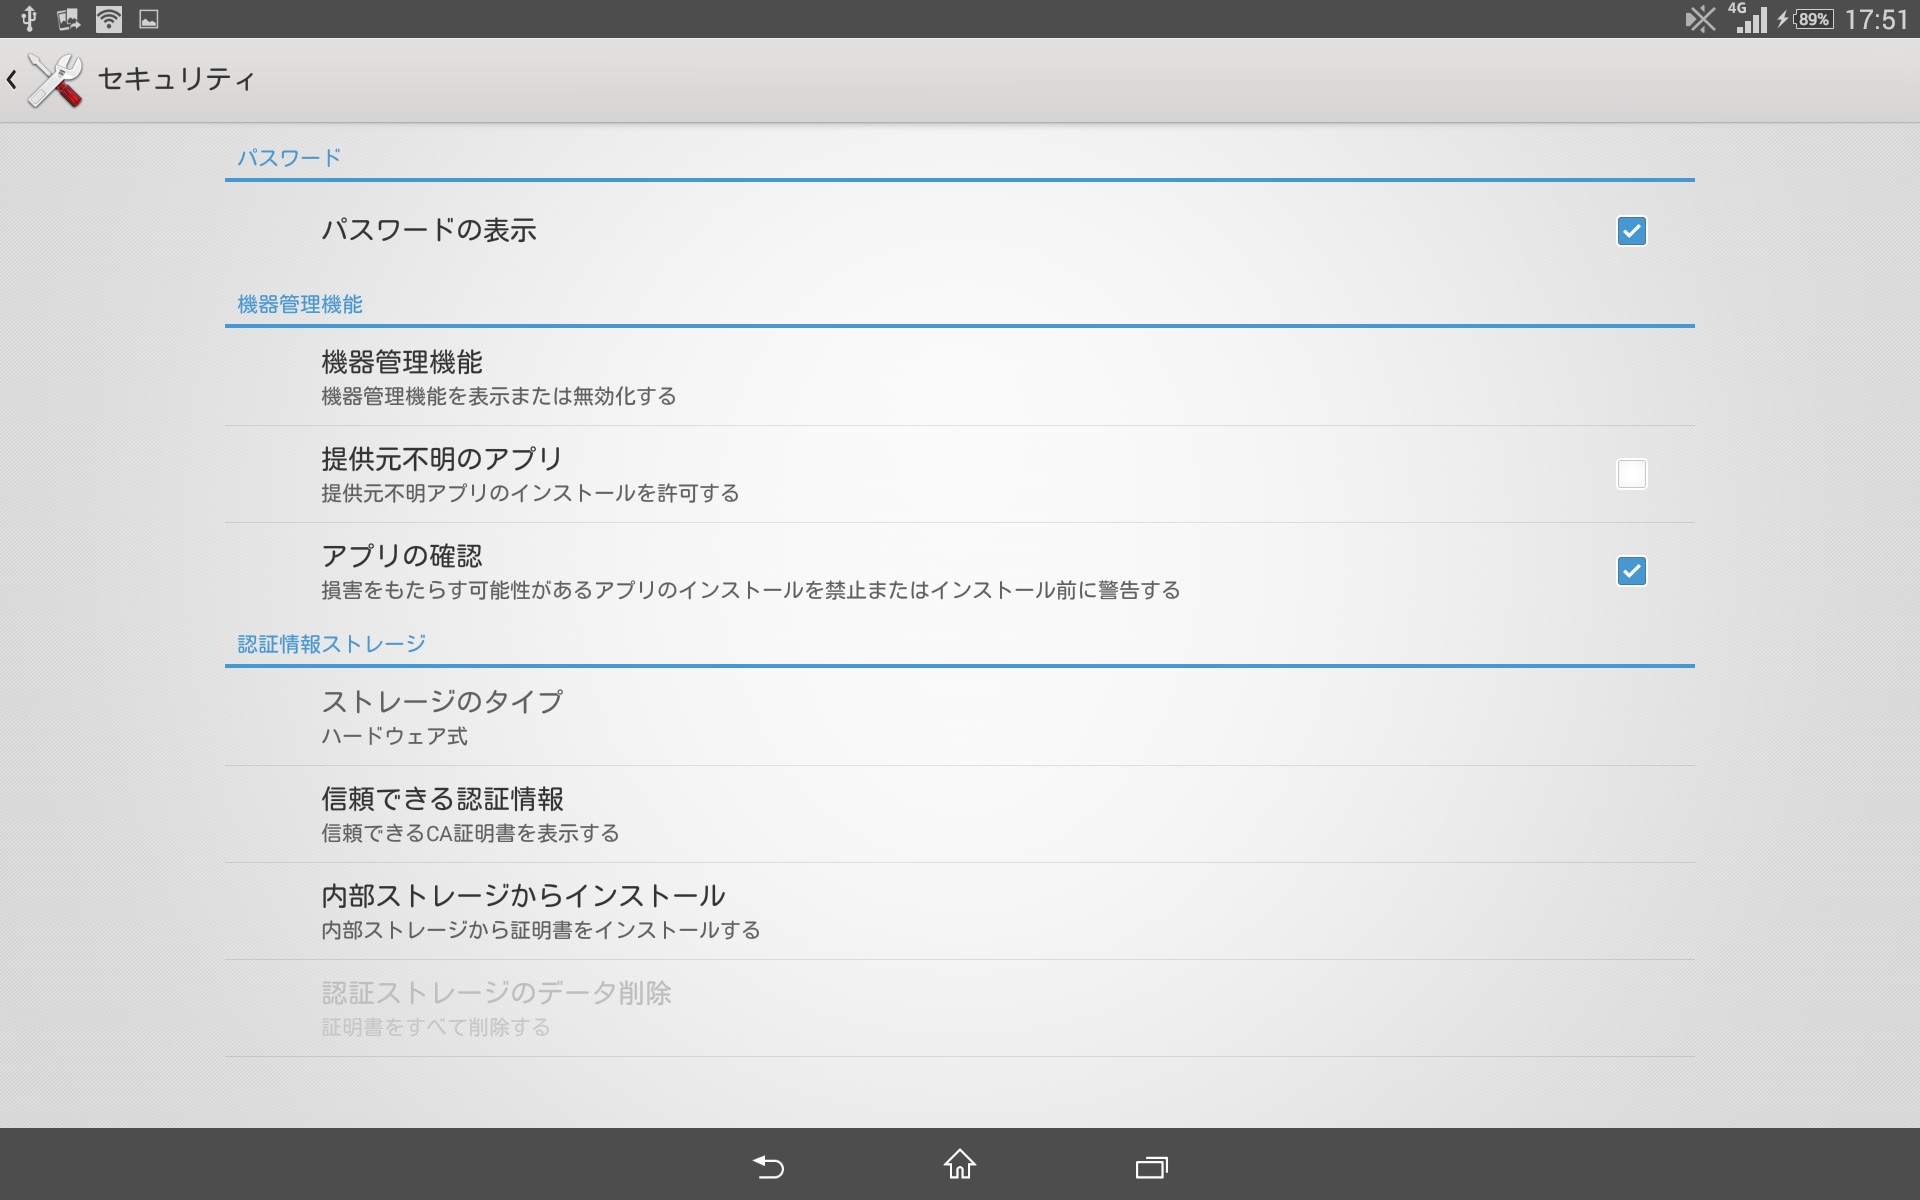 4G 89% 17:51
セキュリティ
パスワード
パスワードの表示
機器管理機能
機器管理機能
機器管理機能を表示または無効化する
提供元不明のアプリ
提供元不明アプリのインストールを許可する
アプリの確認
損害をもたらす可能性があるアプリのインストールを禁止またはインストール前に警告する
認証情報ストレージ
ストレージのタイプ
ハードウェア式
信頼できる認証情報
信頼できるCA証明書を表示する
内部ストレージからインストール
内部ストレージから証明書をインストールする
認証ストレージのデータ削除
証明書をすべて削除する